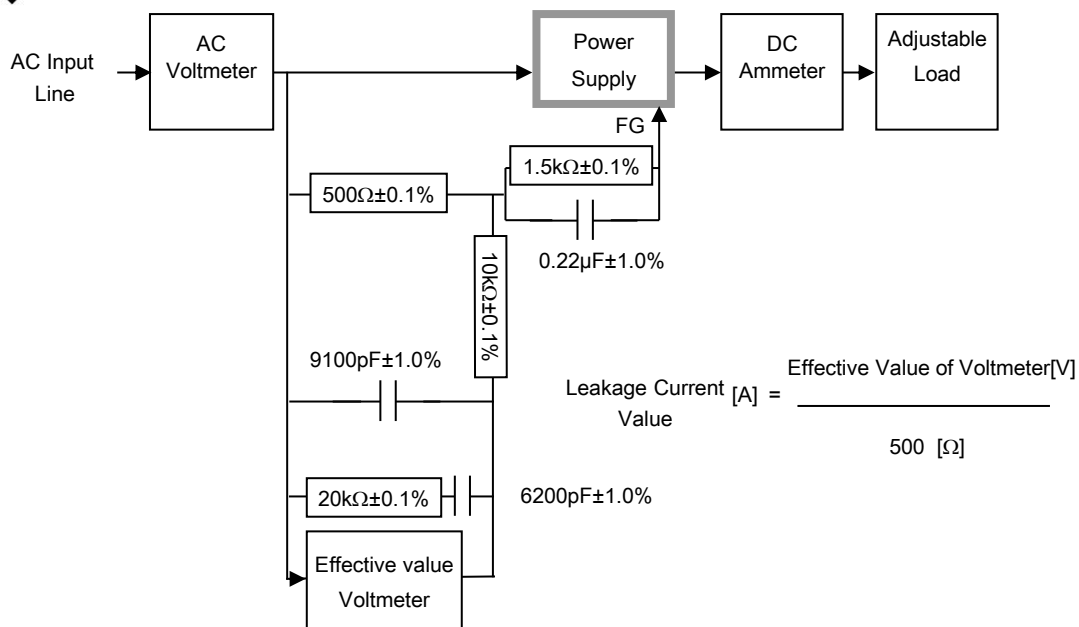 AC Input
Line
AC
Voltmeter
Power
Supply
DC
Ammeter
Adjustable
Load
FG
1.5kΩ±0.1%
500Ω±0.1%
0.22µF±1.0%
10kΩ±0.1%
9100pF±1.0%
Leakage Current
Value
[A] =
Effective Value of Voltmeter[V]
500 [Ω]
20kΩ±0.1%
6200pF±1.0%
Effective value
Voltmeter